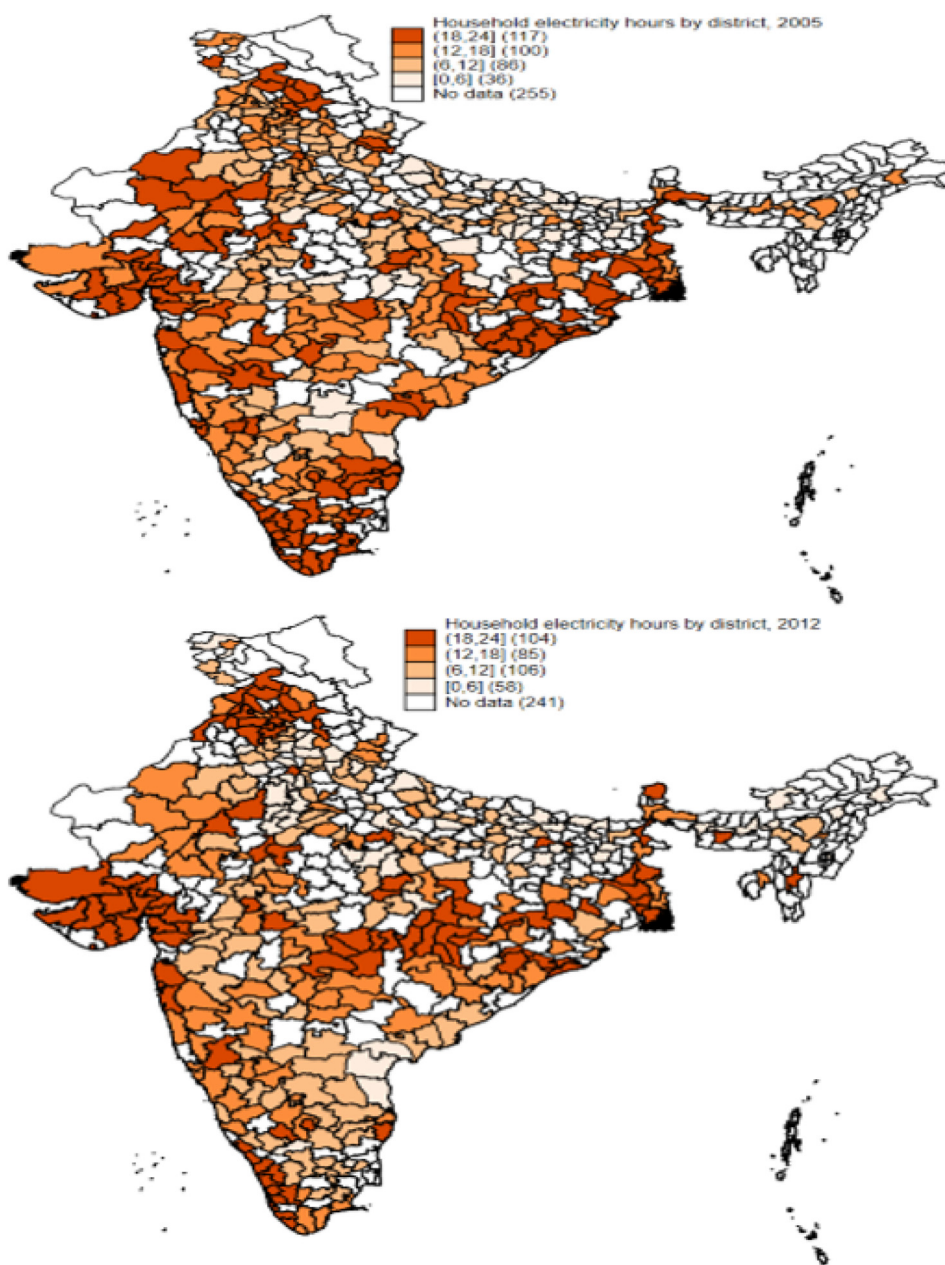 Household electricity hours by district, 2005
(18,24] (117)
(12,18] (100)
(6,12] (86)
[0,6] (36)
No data (255)
Household electricity hours by district, 2012
(18,24] (104)
(12,18] (85)
(6,12] (106)
[0,6] (58)
No data (241)